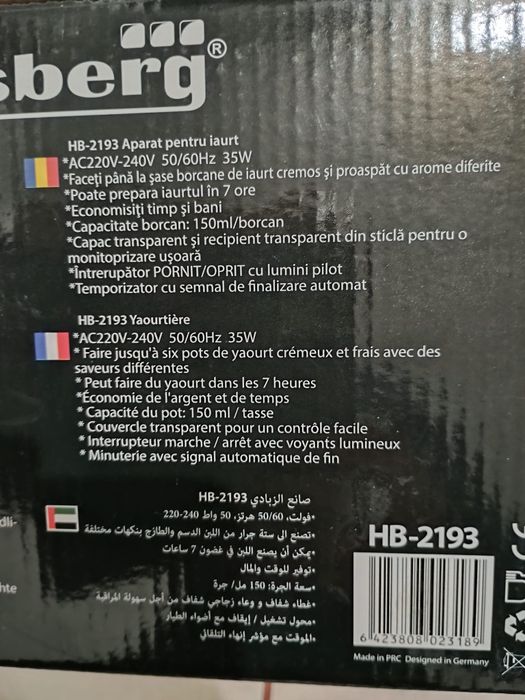 sberg®
HB-2193 Aparat pentru iaurt
*AC220V-240V 50/60Hz 35W
*Faceți până la șase borcane de iaurt cremos și proaspăt cu arome diferite
*Poate prepara iaurtul în 7 ore
*Economisiți timp și bani
*Capacitate borcan: 150ml/borcan
*Capac transparent și recipient transparent din sticlă pentru o
monitoprizare ușoară
*Întrerupător PORNIT/OPRIT cu lumini pilot
*Temporizator cu semnal de finalizare automat
HB-2193 Yaourtière
*AC220V-240V 50/60Hz 35W
* Faire jusqu'à six pots de yaourt crémeux et frais avec des
saveurs différentes
* Peut faire du yaourt dans les 7 heures
*Économie de l'argent et de temps
* Capacité du pot: 150 ml / tasse
* Couvercle transparent pour un contrôle facile
* Interrupteur marche / arrêt avec voyants lumineux
* Minuterie avec signal automatique de fin
صانع الزبادي HB-2193
*فولت، 50/60 هرتز، 50 واط 240-220
*تصنع الى ستة جرار من اللبن الدسم والطازج بنكهات مختلفة
*يمكن أن يصنع اللبن في غضون 7 ساعات
*توفير للوقت والمال
*سعة الجرة: 150 مل/ جرة
*غطاء شفاف و وعاء زجاجي شفاف من أجل سهولة المراقبة
*محول تشغيل / إيقاف مع أضواء الطيار
*الموقت مع مؤشر إنهاء التلقائي
dli-
hte
HB-2193
6 423808 023189
Made in PRC Designed in Germany